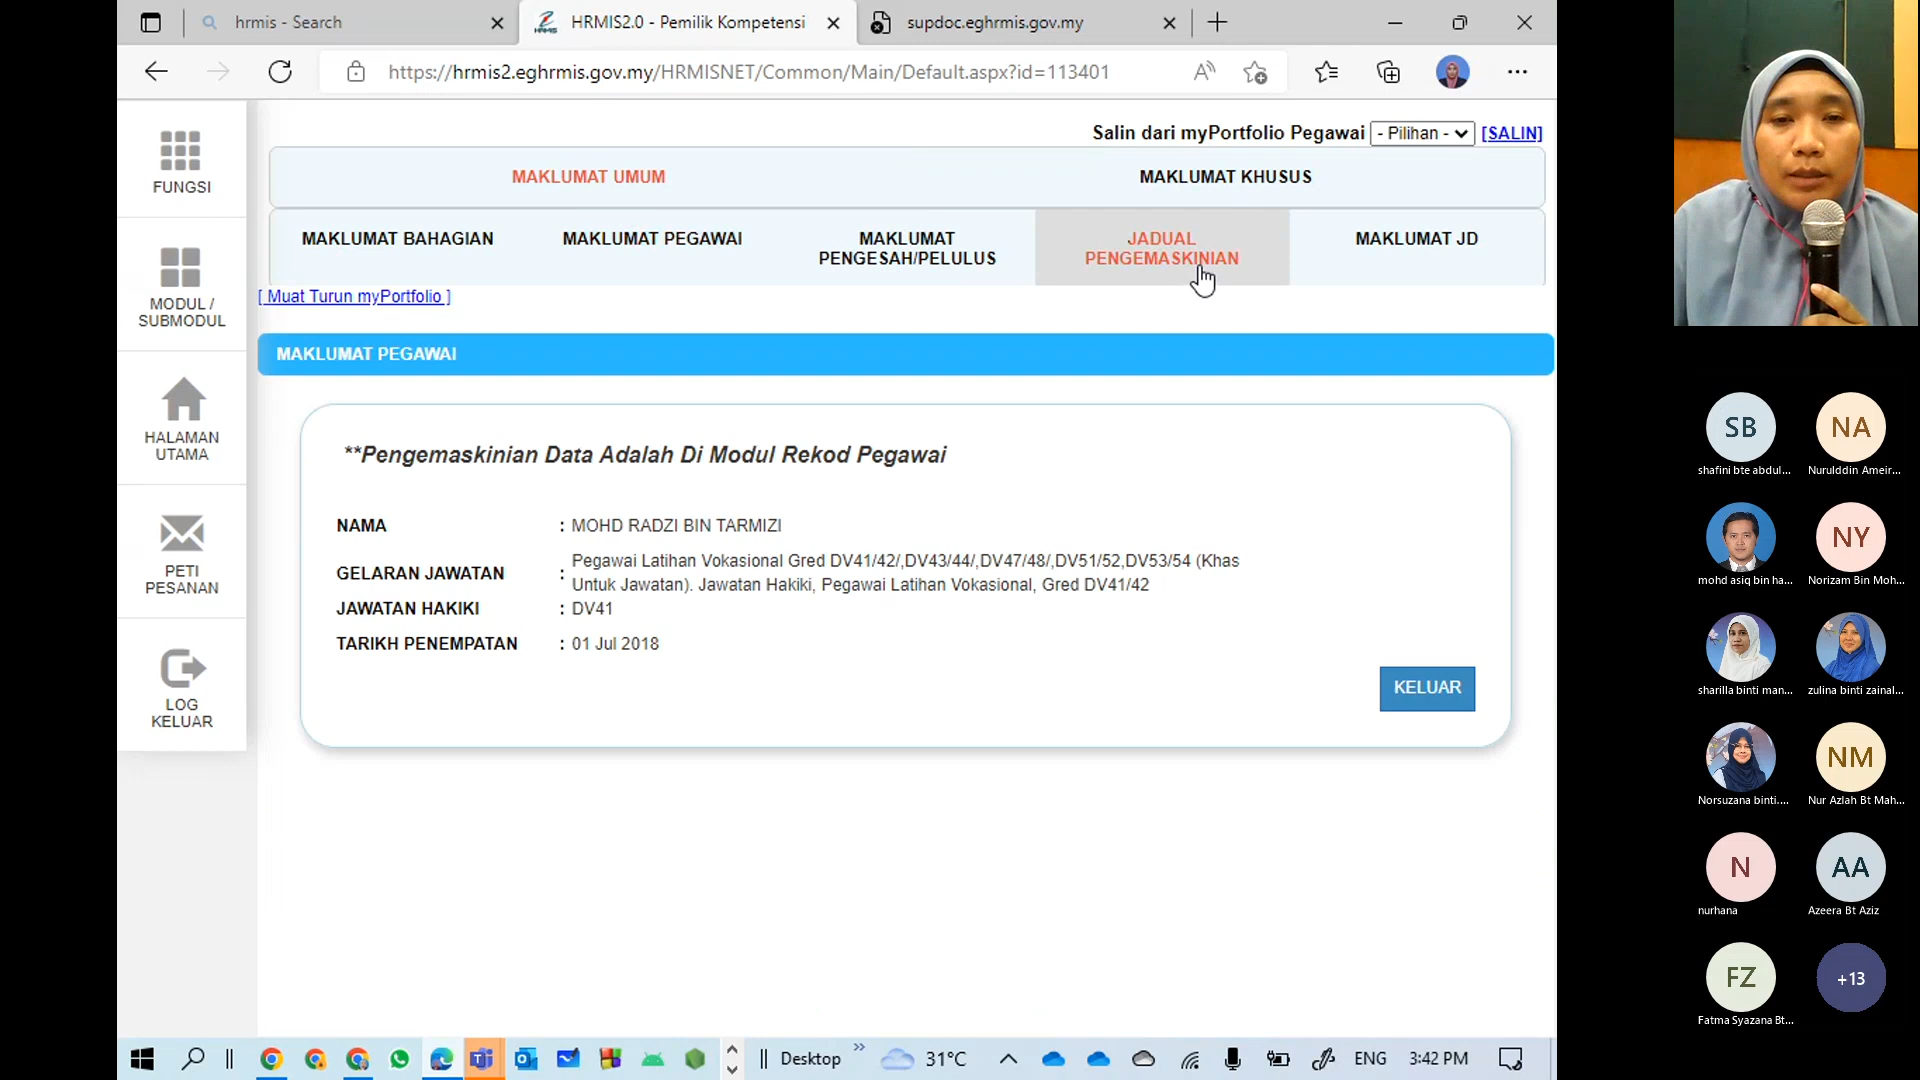 hrmis - Search
HRMIS2.0 - Pemilik Kompetensi
supdoc.eghrmis.gov.my
https://hrmis2.eghrmis.gov.my/HRMISNET/Common/Main/Default.aspx?id=113401
Salin dari myPortfolio Pegawai - Pilihan - [SALIN]
MAKLUMAT UMUM
MAKLUMAT KHUSUS
MAKLUMAT BAHAGIAN
MAKLUMAT PEGAWAI
MAKLUMAT
PENGESAH/PELULUS
JADUAL
PENGEMASKINIAN
MAKLUMAT JD
[ Muat Turun myPortfolio ]
FUNGSI
MODUL /
SUBMODUL
HALAMAN
UTAMA
PETI
PESANAN
LOG
KELUAR
MAKLUMAT PEGAWAI
**Pengemaskinian Data Adalah Di Modul Rekod Pegawai
NAMA : MOHD RADZI BIN TARMIZI
GELARAN JAWATAN : Pegawai Latihan Vokasional Gred DV41/42/,DV43/44/,DV47/48/,DV51/52,DV53/54 (Khas
Untuk Jawatan). Jawatan Hakiki, Pegawai Latihan Vokasional, Gred DV41/42
JAWATAN HAKIKI : DV41
TARIKH PENEMPATAN : 01 Jul 2018
KELUAR
SB
shafini bte abdul...
NA
Nurulddin Ameir...
mohd asiq bin ha...
NY
Norizam Bin Moh...
sharilla binti man...
zulina binti zainal...
Norsuzana binti....
NM
Nur Azlah Bt Mah...
N
nurhana
AA
Azeera Bt Aziz
FZ
Fatma Syazana Bt...
+13
Desktop
31°C
ENG
3:42 PM